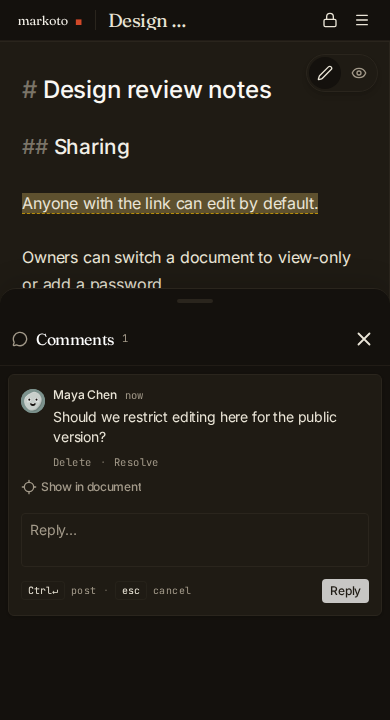 markoto
Design ...
# Design review notes
## Sharing
Anyone with the link can edit by default.
Owners can switch a document to view-only
or add a password
Comments 1
Maya Chen now
Should we restrict editing here for the public
version?
Delete · Resolve
Show in document
Reply...
Ctrl↵ post · esc cancel
Reply